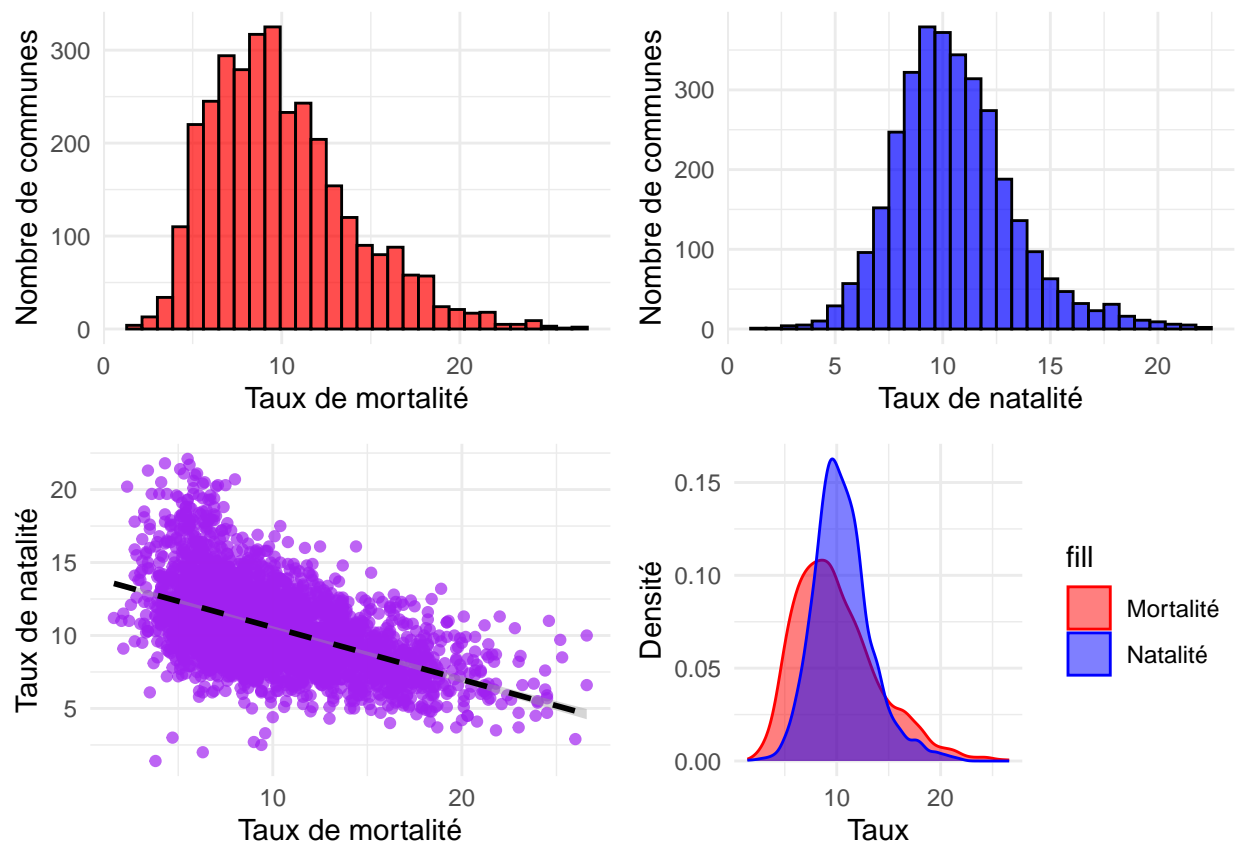 Nombre de communes
300
200
100
0
0 10 20
Taux de mortalité
Nombre de communes
300
200
100
0
0 5 10 15 20
Taux de natalité
Taux de natalité
20
15
10
5
10 20
Taux de mortalité
Densité
0.15
0.10
0.05
0.00
10 20
Taux
fill
Mortalité
Natalité